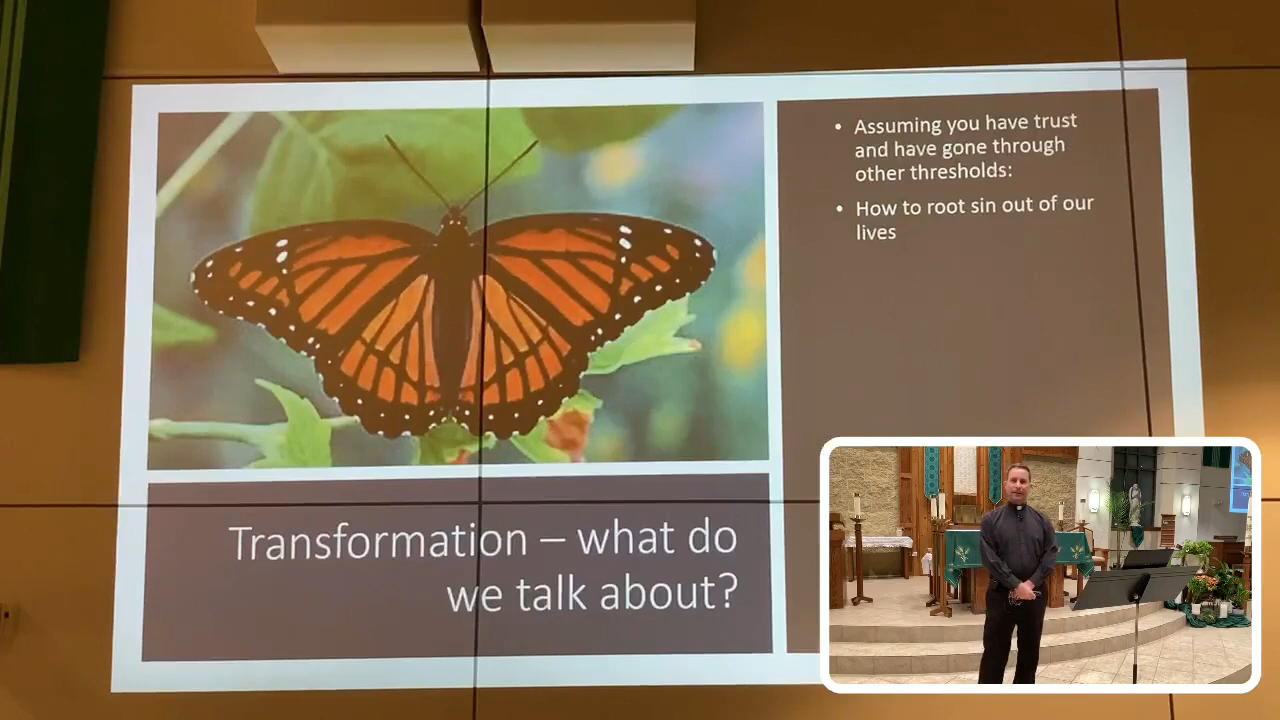 • Assuming you have trust
and have gone through
other thresholds:
• How to root sin out of our
lives
Transformation – what do
we talk about?